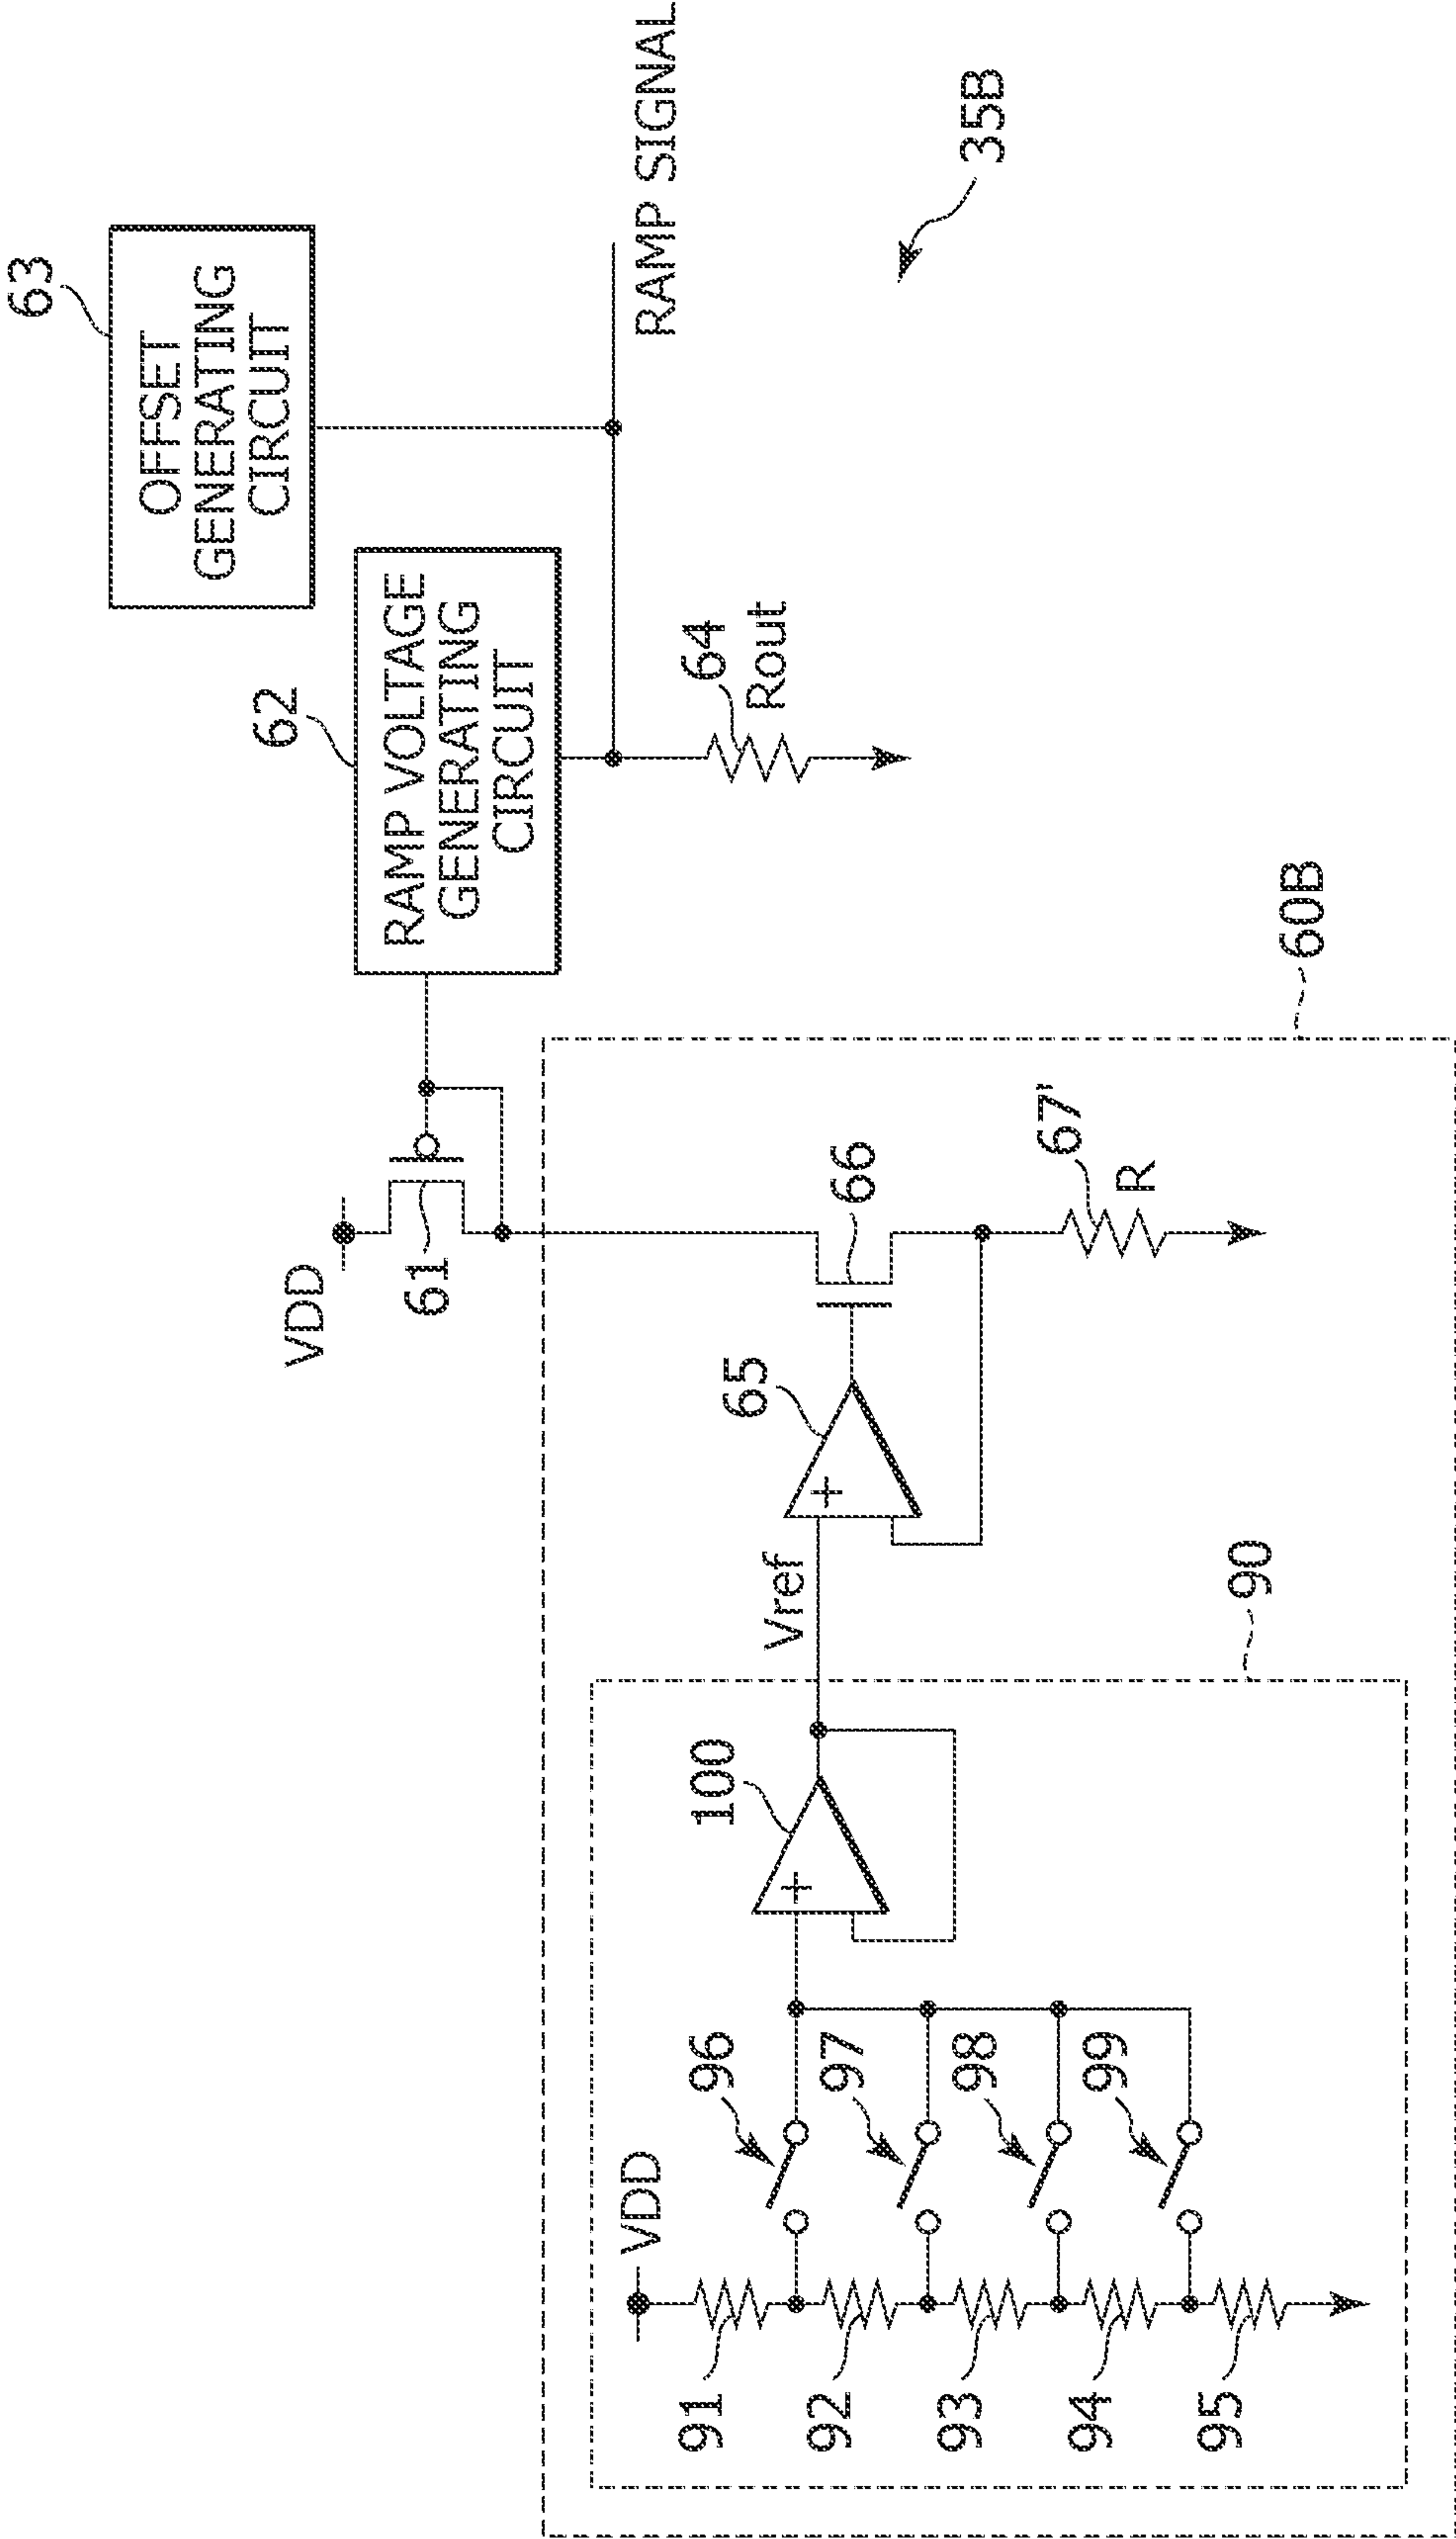 63
OFFSET
GENERATING
CIRCUIT
62
RAMP VOLTAGE
GENERATING
CIRCUIT
RAMP SIGNAL
VDD
61
64
Rout
35B
60B
66
67'
R
65
Vref
90
100
VDD
96
97
98
99
91
92
93
94
95
+
+